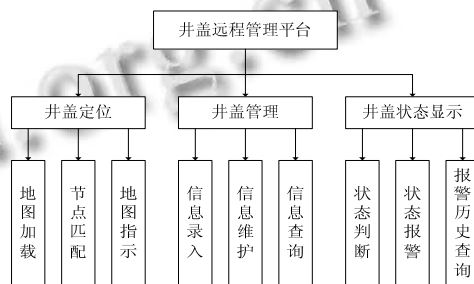 井盖远程管理平台
井盖定位
井盖管理
井盖状态显示
地图加载
节点匹配
地图指示
信息录入
信息维护
信息查询
状态判断
状态报警
报警历史查询